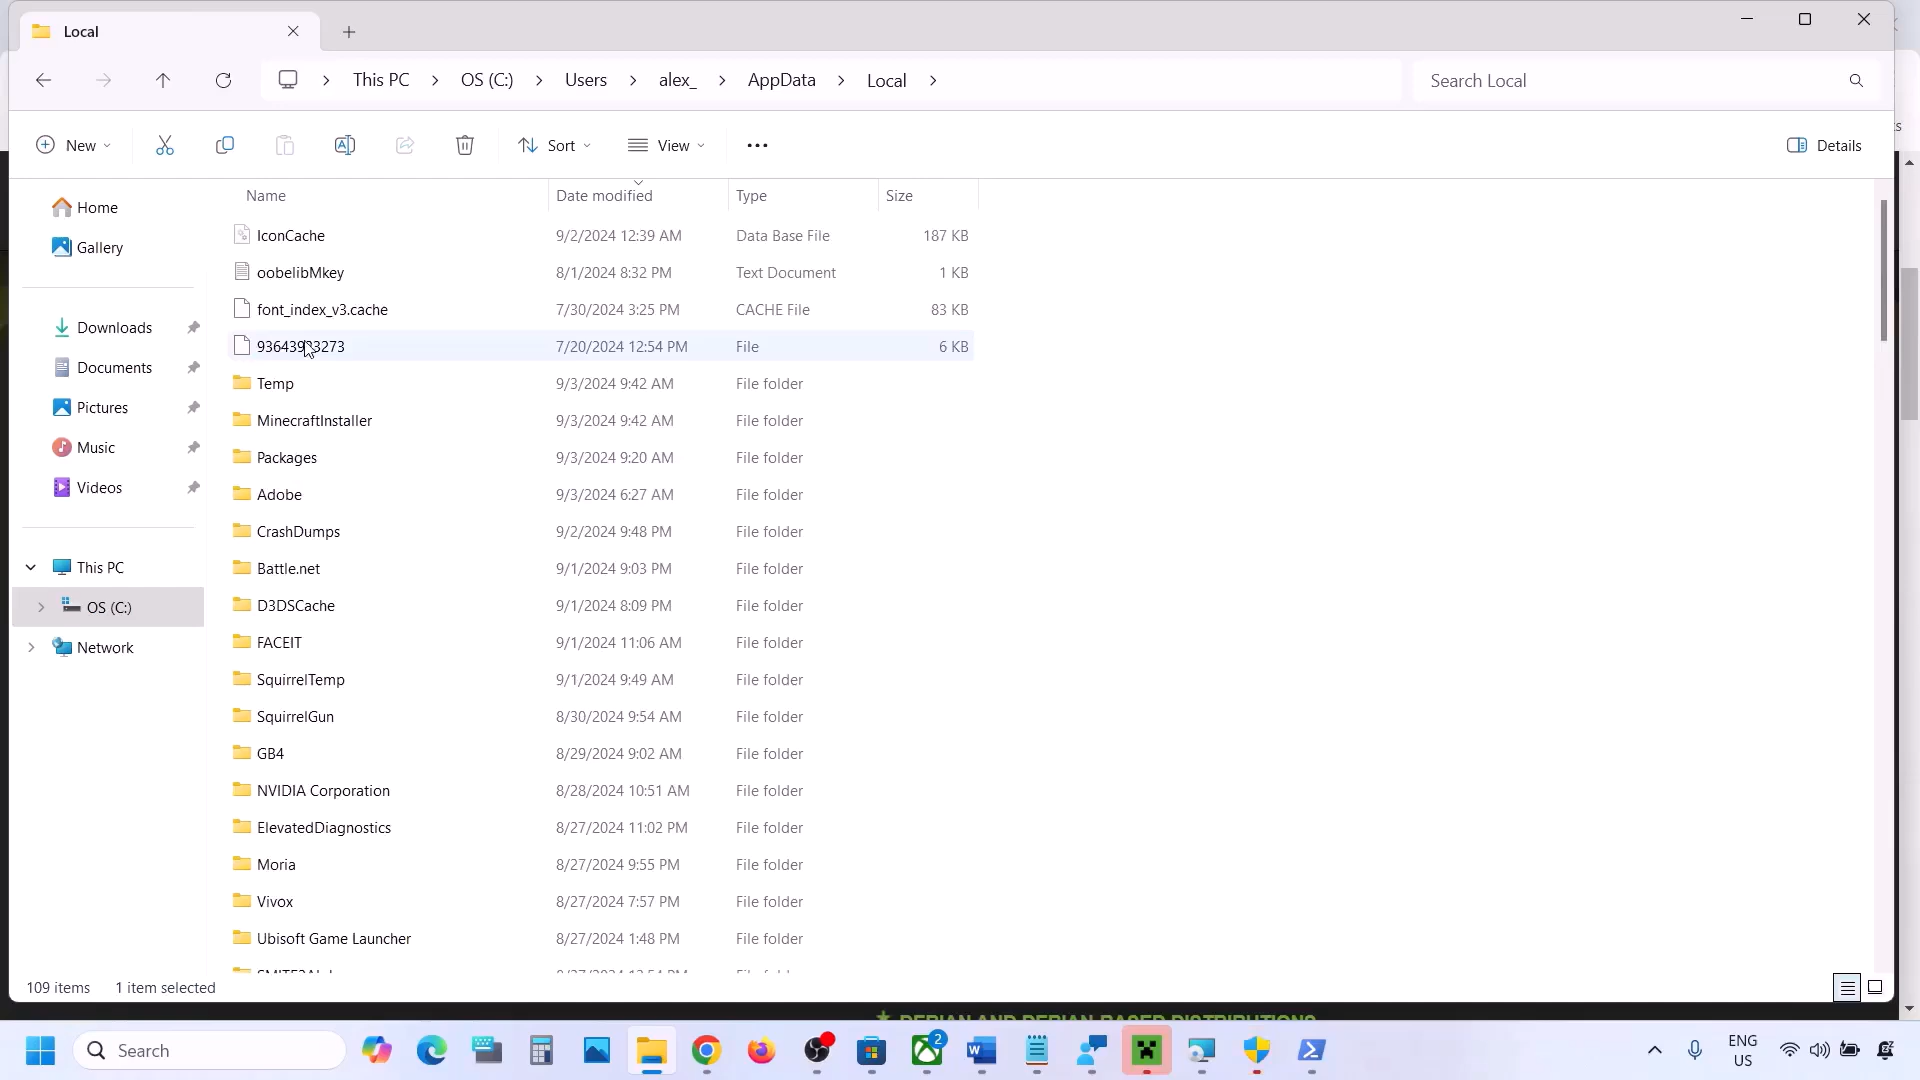 Local
This PC OS (C:) Users alex_ AppData Local Search Local
New Sort View Details
Name Date modified Type Size
Home
Gallery
Downloads
Documents
Pictures
Music
Videos
This PC
OS (C:)
Network
IconCache 9/2/2024 12:39 AM Data Base File 187 KB
oobelibMkey 8/1/2024 8:32 PM Text Document 1 KB
font_index_v3.cache 7/30/2024 3:25 PM CACHE File 83 KB
7/20/2024 12:54 PM File 6 KB
Temp 9/3/2024 9:42 AM File folder
MinecraftInstaller 9/3/2024 9:42 AM File folder
Packages 9/3/2024 9:20 AM File folder
Adobe 9/3/2024 6:27 AM File folder
CrashDumps 9/2/2024 9:48 PM File folder
Battle.net 9/1/2024 9:03 PM File folder
D3DSCache 9/1/2024 8:09 PM File folder
FACEIT 9/1/2024 11:06 AM File folder
SquirrelTemp 9/1/2024 9:49 AM File folder
SquirrelGun 8/30/2024 9:54 AM File folder
GB4 8/29/2024 9:02 AM File folder
NVIDIA Corporation 8/28/2024 10:51 AM File folder
ElevatedDiagnostics 8/27/2024 11:02 PM File folder
Moria 8/27/2024 9:55 PM File folder
Vivox 8/27/2024 7:57 PM File folder
Ubisoft Game Launcher 8/27/2024 1:48 PM File folder
109 items 1 item selected
DEBIAN AND DEBIAN BASED DISTRIBUTIONS
Search 2 ENG
US